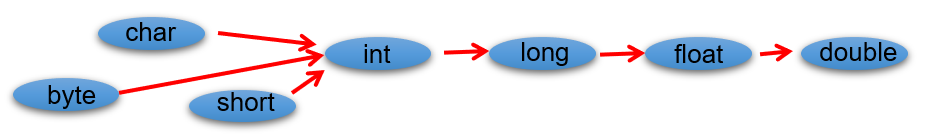 char
byte
short
int
long
float
double